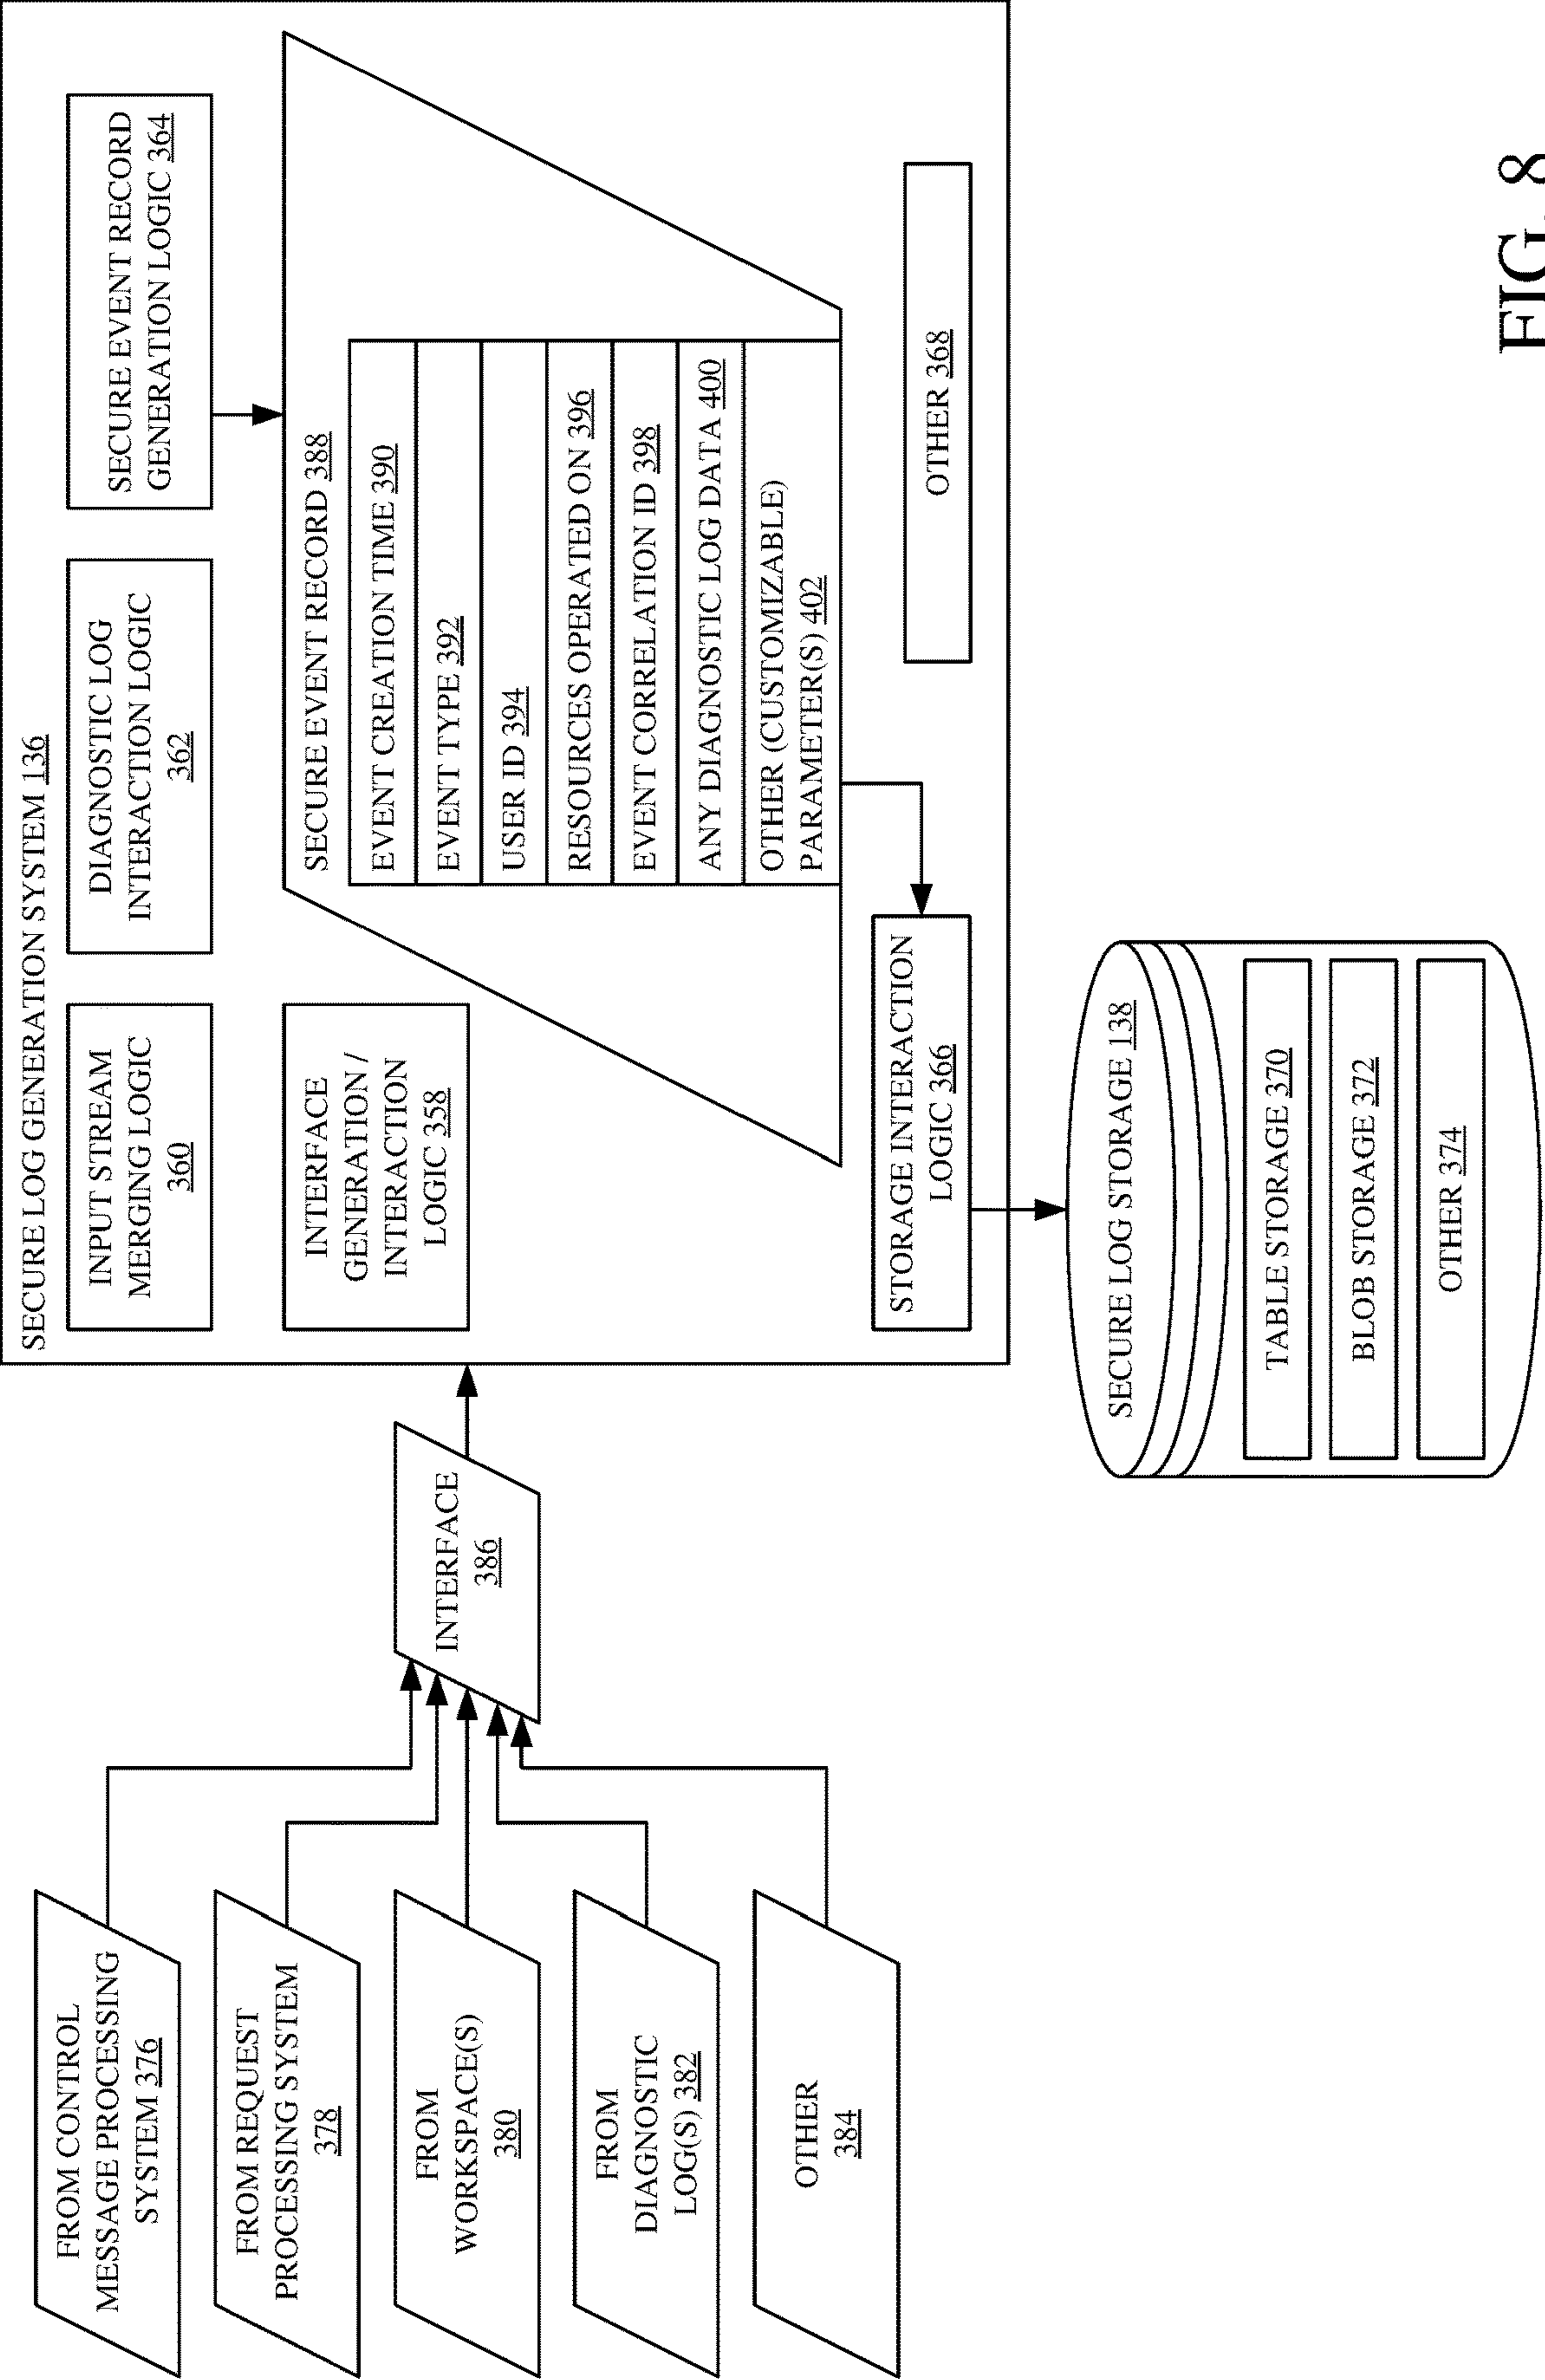 FROM CONTROL
MESSAGE PROCESSING
SYSTEM 376
FROM REQUEST
PROCESSING SYSTEM
378
FROM
WORKSPACE(S)
380
FROM
DIAGNOSTIC
LOG(S) 382
OTHER
384
INTERFACE
386
SECURE LOG GENERATION SYSTEM 136
INPUT STREAM
MERGING LOGIC
360
DIAGNOSTIC LOG
INTERACTION LOGIC
362
SECURE EVENT RECORD
GENERATION LOGIC 364
INTERFACE
GENERATION /
INTERACTION
LOGIC 358
SECURE EVENT RECORD 388
EVENT CREATION TIME 390
EVENT TYPE 392
USER ID 394
RESOURCES OPERATED ON 396
EVENT CORRELATION ID 398
ANY DIAGNOSTIC LOG DATA 400
OTHER (CUSTOMIZABLE)
PARAMETER(S) 402
STORAGE INTERACTION
LOGIC 366
OTHER 368
SECURE LOG STORAGE 138
TABLE STORAGE 370
BLOB STORAGE 372
OTHER 374
FIG. 8